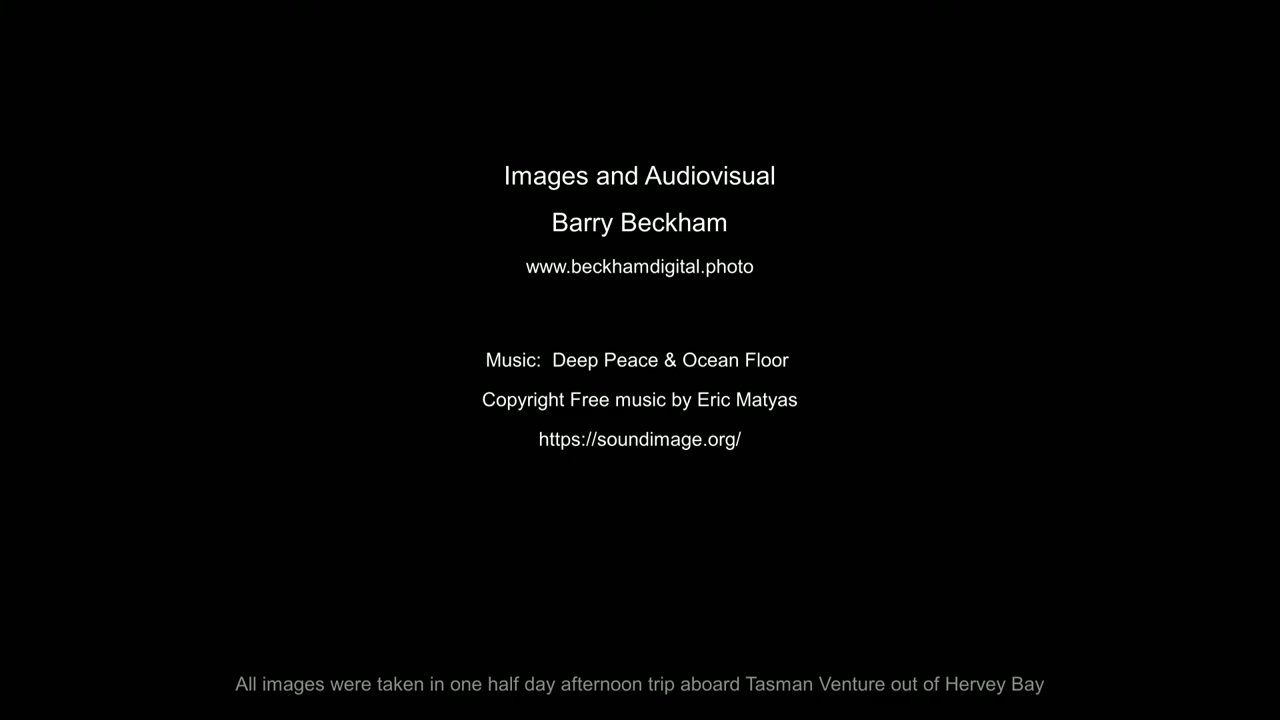 Images and Audiovisual
Barry Beckham
www.beckhamdigital.photo
Music:  Deep Peace & Ocean Floor
Copyright Free music by Eric Matyas
https://soundimage.org/
All images were taken in one half day afternoon trip aboard Tasman Venture out of Hervey Bay